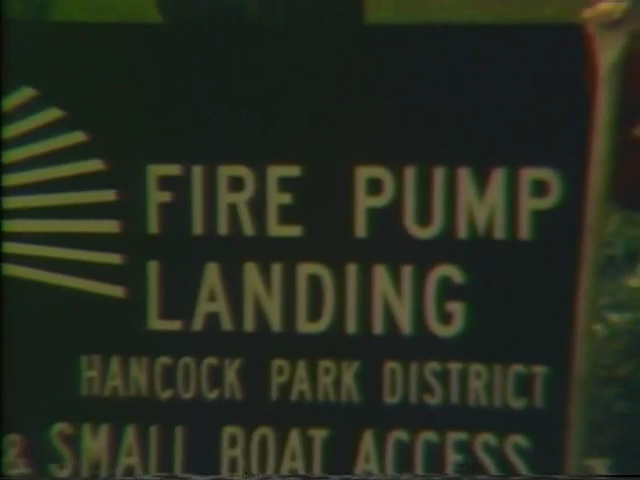 FIRE PUMP
LANDING
HANCOCK PARK DISTRICT
& SMALL BOAT ACCESS